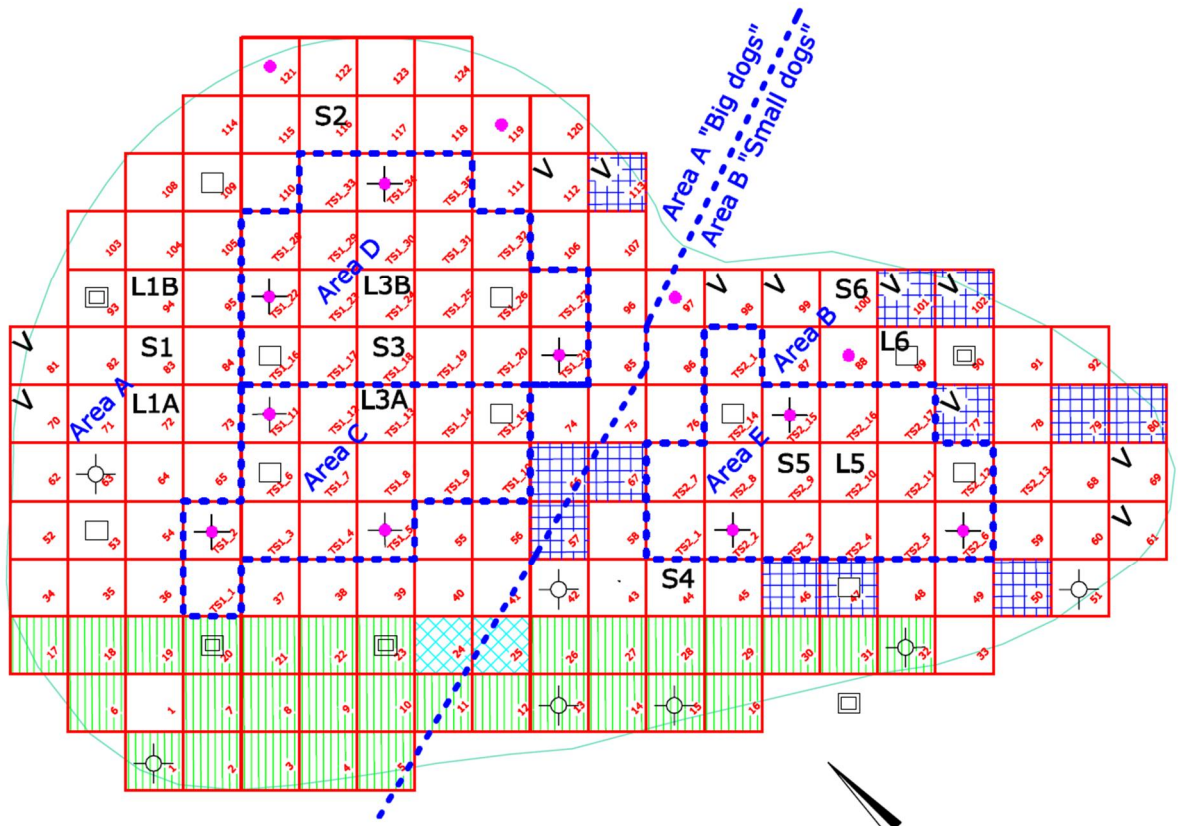 121 122 123 124
Area A "Big dogs"
Area B "Small dogs"
S2
114 115 116 117 118 119 120
V V
108 109 110 TS1_33 TS1_34 TS1_35 111 112 113
103 104 105 TS1_28 TS1_29 TS1_30 TS1_31 TS1_32 106 107
Area D
L1B L3B S6
V V V V
93 94 95 TS1_22 TS1_23 TS1_24 TS1_25 TS1_26 TS1_27 96 97 98 99 100 101 102
Area B
V S1 S3 L6
81 82 83 84 TS1_16 TS1_17 TS1_18 TS1_19 TS1_20 TS1_21 85 86 TS2_1 87 88 89 90 91 92
Area A
V L1A L3A V
70 71 72 73 TS1_11 TS1_12 TS1_13 TS1_14 TS1_15 74 75 76 TS2_14 TS2_15 TS2_16 TS2_17 77 78 79 80
Area C Area E
S5 L5 V
62 63 64 65 TS1_6 TS1_7 TS1_8 TS1_9 TS1_10 66 67 TS2_7 TS2_8 TS2_9 TS2_10 TS2_11 TS2_12 TS2_13 68 69
V
52 53 54 TS1_2 TS1_3 TS1_4 TS1_5 55 56 57 58 TS2_1 TS2_2 TS2_3 TS2_4 TS2_5 TS2_6 59 60 61
S4
34 35 36 TS1_1 37 38 39 40 41 42 43 44 45 46 47 48 49 50 51
17 18 19 20 21 22 23 24 25 26 27 28 29 30 31 32 33
6 1 7 8 9 10 11 12 13 14 15 16
1 2 3 4 5